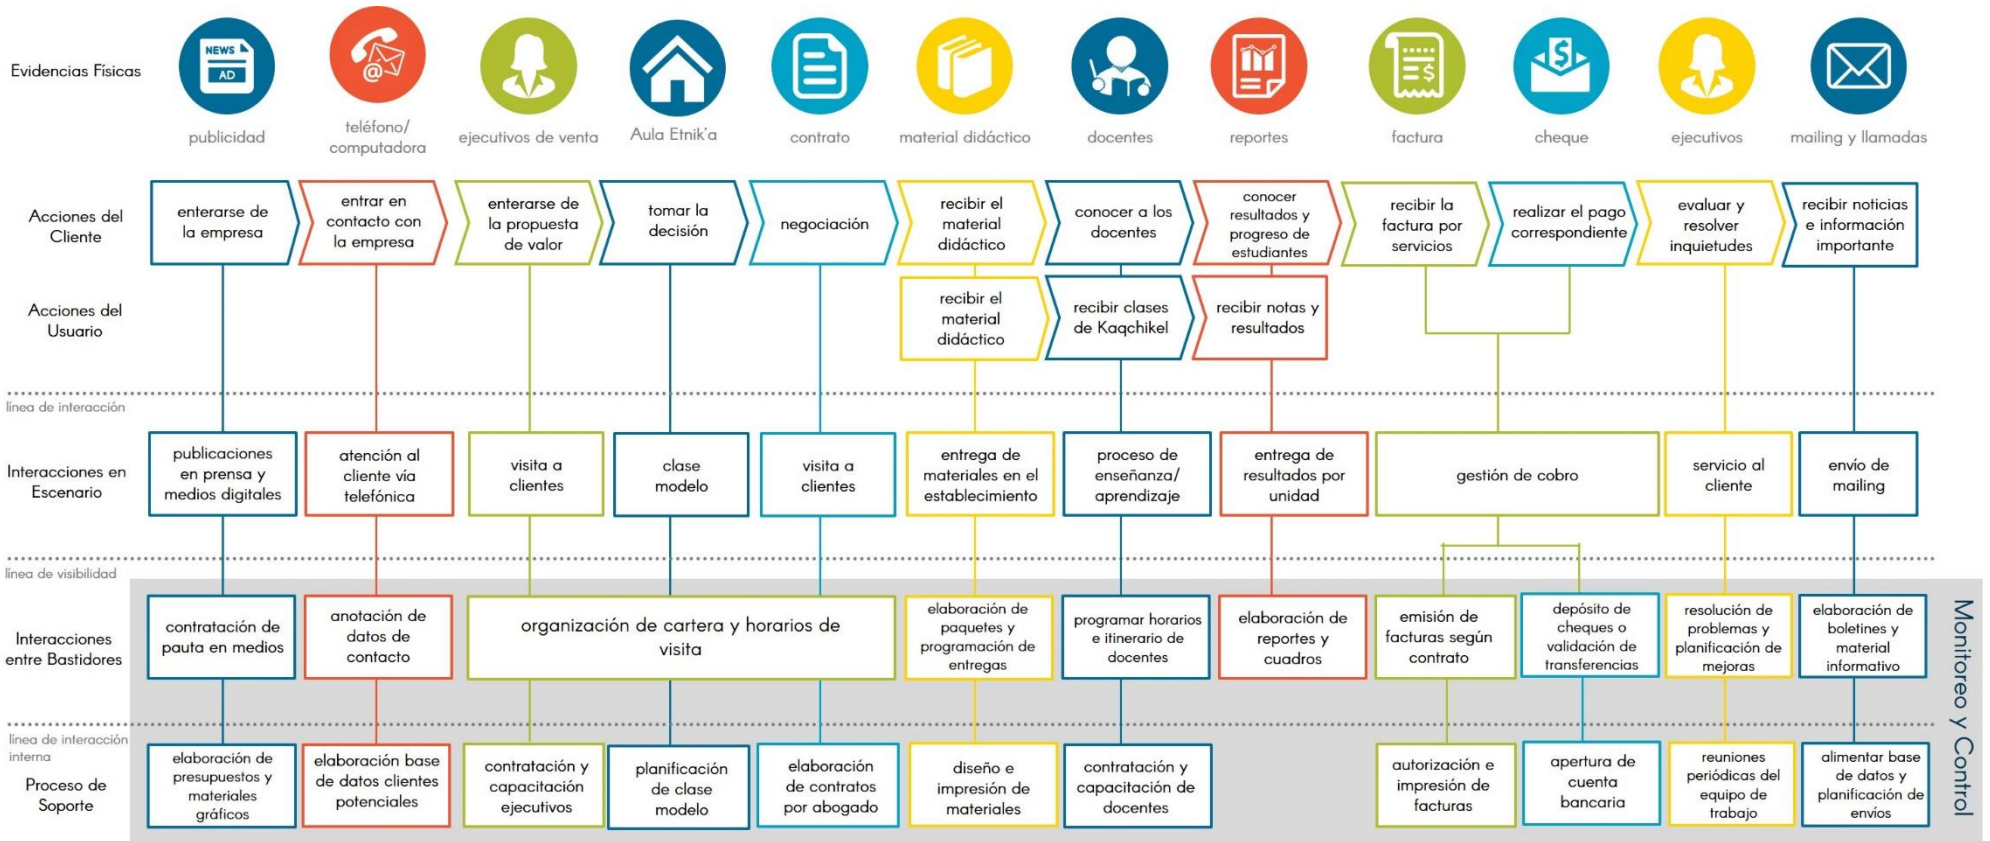 NEWS
AD
@
$
$
Evidencias Físicas
publicidad
teléfono/
computadora
ejecutivos de venta
Aula Etnik'a
contrato
material didáctico
docentes
reportes
factura
cheque
ejecutivos
mailing y llamadas
Acciones del
Cliente
enterarse de
la empresa
entrar en
contacto con
la empresa
enterarse de
la propuesta
de valor
tomar la
decisión
negociación
recibir el
material
didáctico
conocer a los
docentes
conocer
resultados y
progreso de
estudiantes
recibir la
factura por
servicios
realizar el pago
correspondiente
evaluar y
resolver
inquietudes
recibir noticias
e información
importante
Acciones del
Usuario
recibir el
material
didáctico
recibir clases
de Kaqchikel
recibir notas y
resultados
línea de interacción
Interacciones en
Escenario
publicaciones
en prensa y
medios digitales
atención al
cliente vía
telefónica
visita a
clientes
clase
modelo
visita a
clientes
entrega de
materiales en el
establecimiento
proceso de
enseñanza/
aprendizaje
entrega de
resultados por
unidad
gestión de cobro
servicio al
cliente
envío de
mailing
línea de visibilidad
Interacciones
entre Bastidores
contratación de
pauta en medios
anotación de
datos de
contacto
organización de cartera y horarios de
visita
elaboración de
paquetes y
programación de
entregas
programar horarios
e itinerario de
docentes
elaboración de
reportes y
cuadros
emisión de
facturas según
contrato
depósito de
cheques o
validación de
transferencias
resolución de
problemas y
planificación de
mejoras
elaboración de
boletines y
material
informativo
Monitoreo y Control
línea de interacción
interna
Proceso de
Soporte
elaboración de
presupuestos y
materiales
gráficos
elaboración base
de datos clientes
potenciales
contratación y
capacitación
ejecutivos
planificación
de clase
modelo
elaboración
de contratos
por abogado
diseño e
impresión de
materiales
contratación y
capacitación de
docentes
autorización e
impresión de
facturas
apertura de
cuenta
bancaria
reuniones
periódicas del
equipo de
trabajo
alimentar base
de datos y
planificación de
envíos